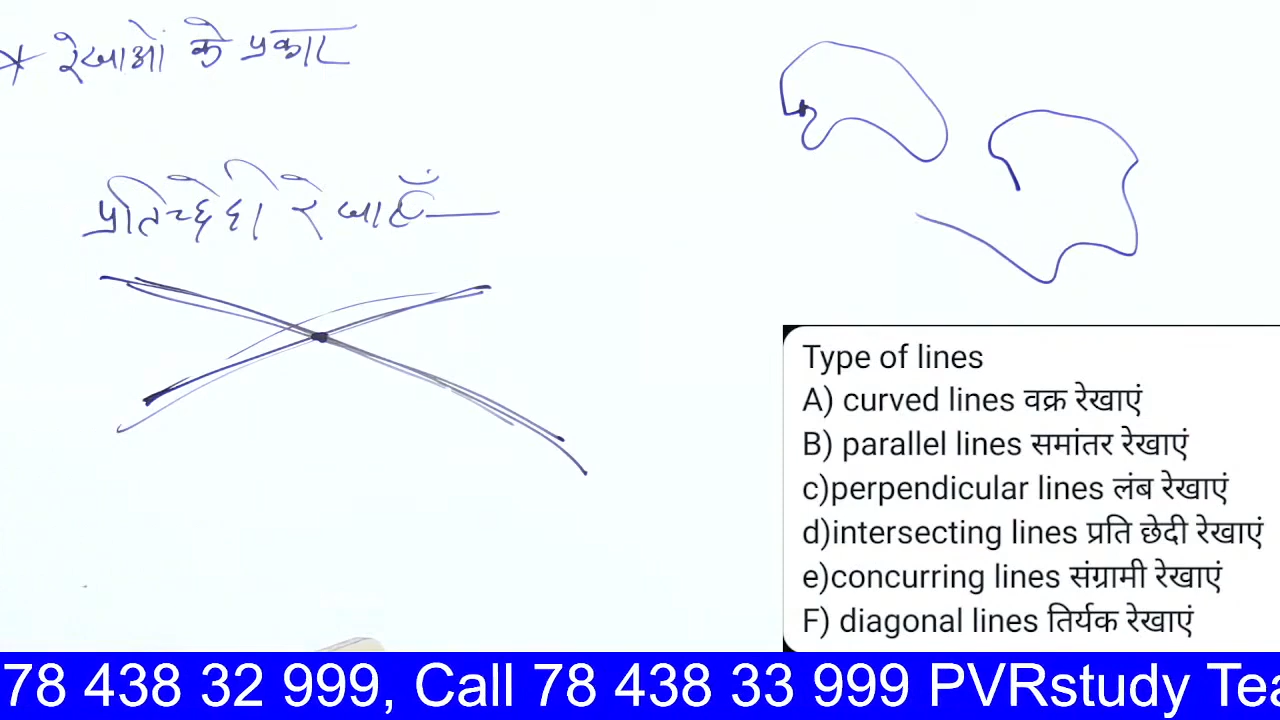 * रेखाओं के प्रकार
प्रतिच्छेदी रेखाएँ
Type of lines
A) curved lines वक्र रेखाएं
B) parallel lines समांतर रेखाएं
c)perpendicular lines लंब रेखाएं
d)intersecting lines प्रति छेदी रेखाएं
e)concurring lines संग्रामी रेखाएं
F) diagonal lines तिर्यक रेखाएं
78 438 32 999, Call 78 438 33 999 PVRstudy Tea